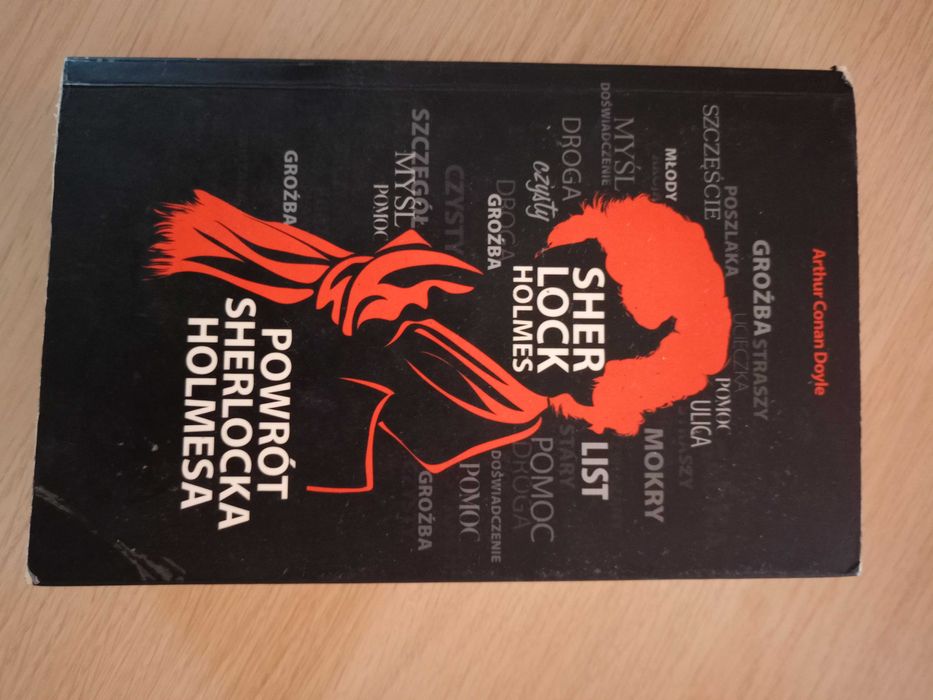 Arthur Conan Doyle
GROŹBA
STRASZY
POSZLAKA
UCIECZKA
SZCZĘŚCIE
POMOC
ULICA
MŁODY
MOKRY
MYŚL
DOŚWIADCZENIE
LIST
DROGA
STARY
czysty
SHER
LOCK
HOLMES
POMOC
DROGA
DROGA
GROŹBA
DOŚWIADCZENIE
CZYSTY
POMOC
SZCZEGÓŁ
MYŚL
POMOC
GROŹBA
GROŹBA
POWRÓT
SHERLOCKA
HOLMESA